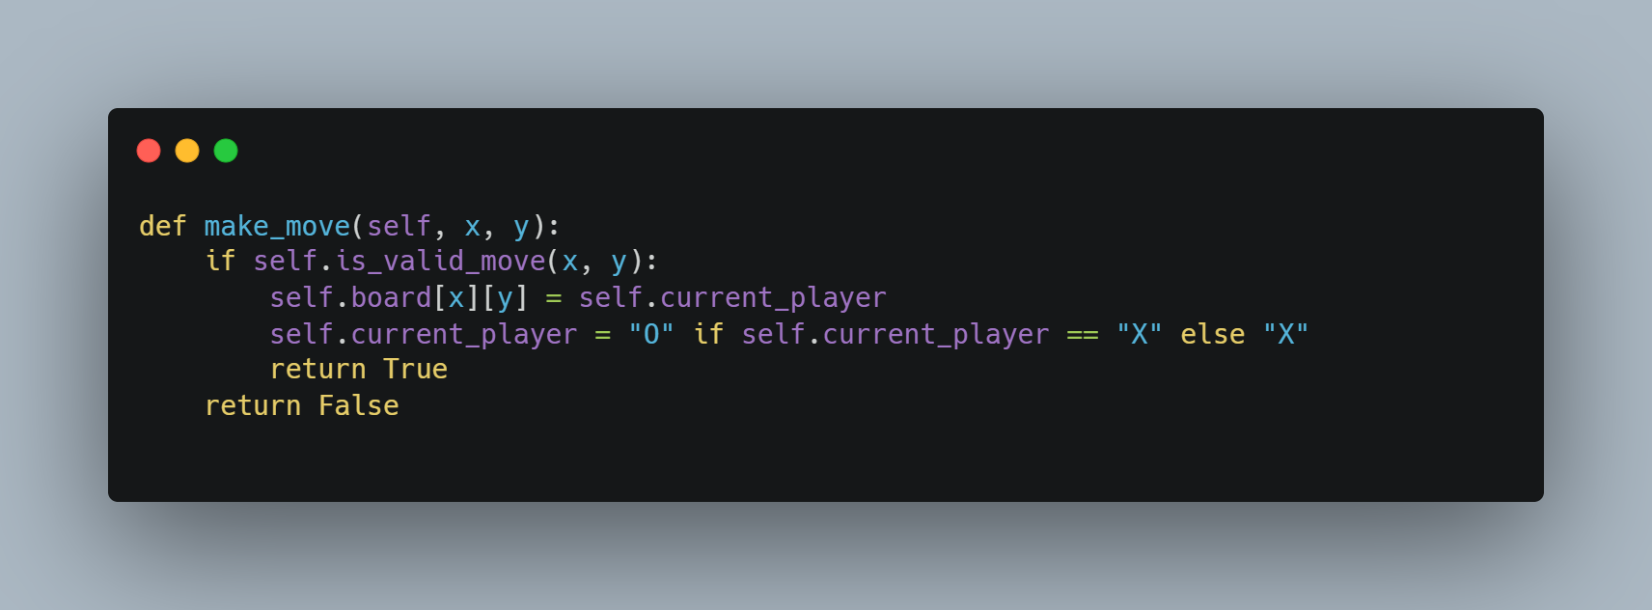 def make_move(self, x, y):
    if self.is_valid_move(x, y):
        self.board[x][y] = self.current_player
        self.current_player = "O" if self.current_player == "X" else "X"
        return True
    return False